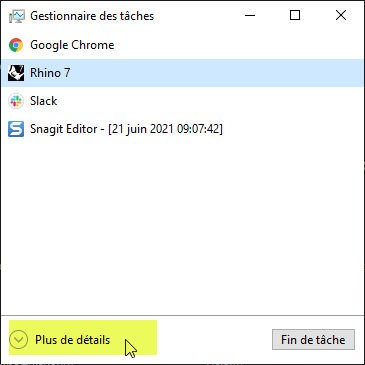 Gestionnaire des tâches
Google Chrome
Rhino 7
Slack
Snagit Editor - [21 juin 2021 09:07:42]
Plus de détails
Fin de tâche